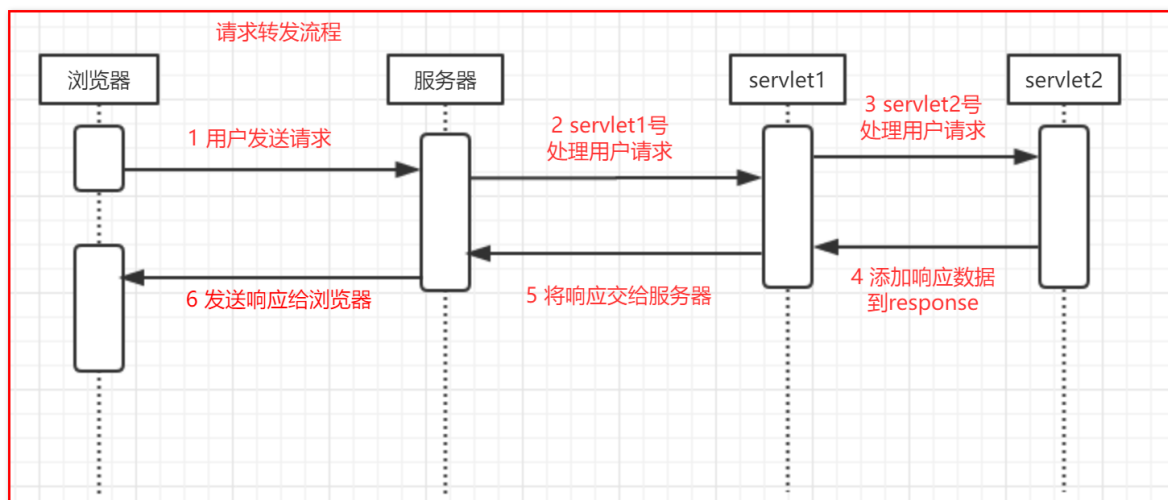 请求转发流程
浏览器
服务器
servlet1
servlet2
1 用户发送请求
2 servlet1号
处理用户请求
3 servlet2号
处理用户请求
4 添加响应数据
到response
5 将响应交给服务器
6 发送响应给浏览器